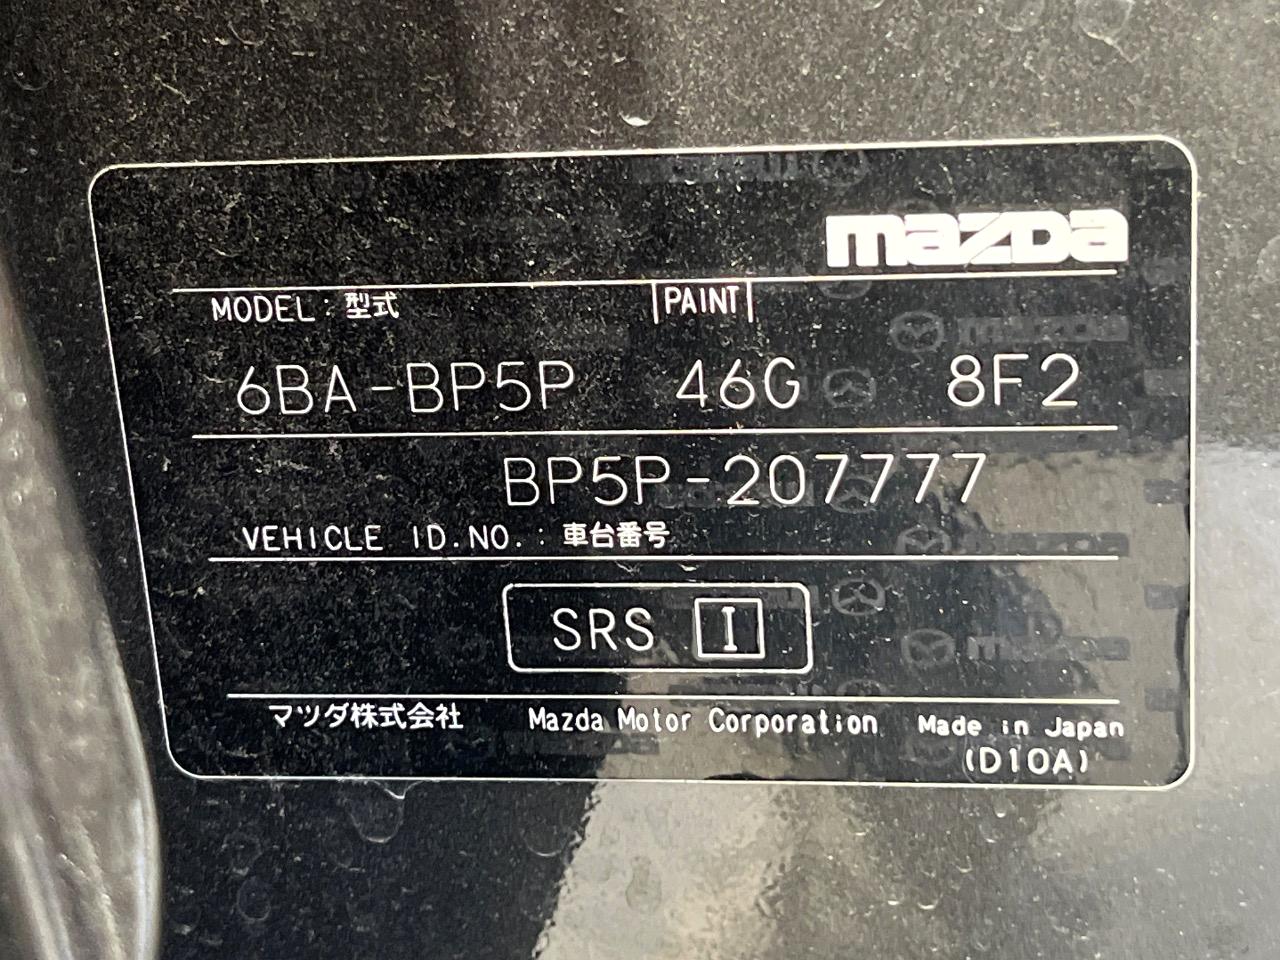 mazda
MODEL : 型式 PAINT
6BA-BP5P 46G 8F2
BP5P-207777
VEHICLE ID.NO. : 車台番号
SRS I
マツダ株式会社 Mazda Motor Corporation Made in Japan
(D10A)